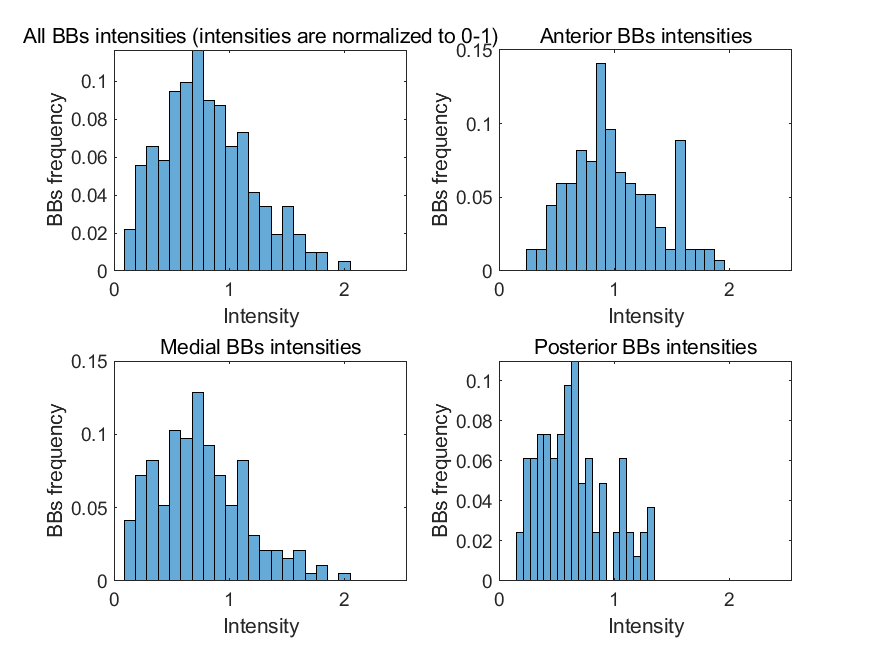 All BBs intensities (intensities are normalized to 0-1)
BBs frequency
0.1
0.08
0.06
0.04
0.02
0
0 1 2
Intensity
Anterior BBs intensities
BBs frequency
0.15
0.1
0.05
0
0 1 2
Intensity
Medial BBs intensities
BBs frequency
0.15
0.1
0.05
0
0 1 2
Intensity
Posterior BBs intensities
BBs frequency
0.1
0.08
0.06
0.04
0.02
0
0 1 2
Intensity